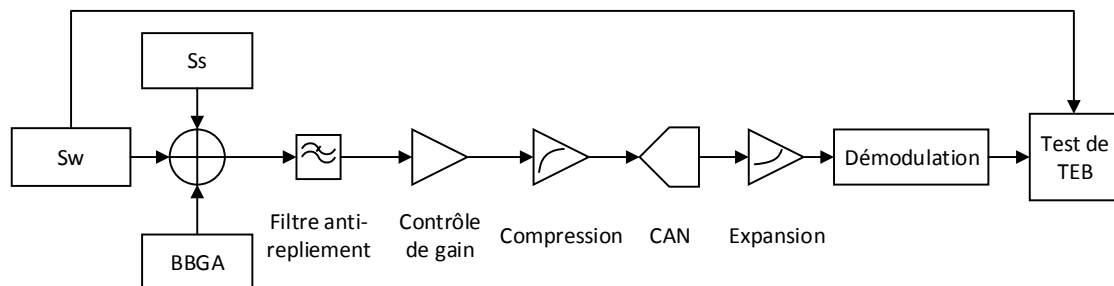 Ss
Sw
BBGA
Filtre anti-
repliement
Contrôle
de gain
Compression
CAN
Expansion
Démodulation
Test de
TEB